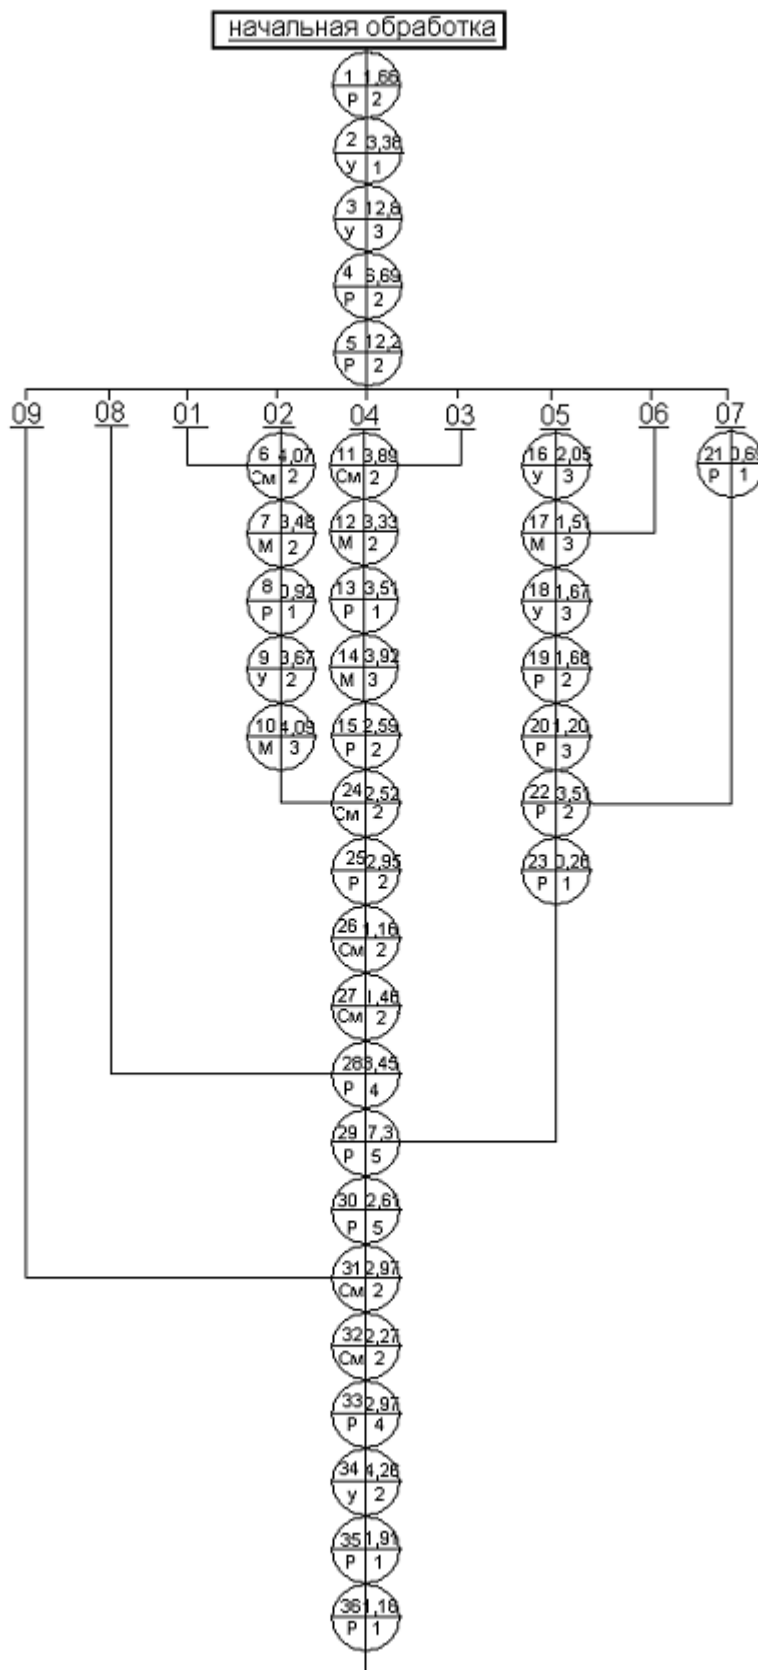 начальная обработка
1 1,66
Р 2
2 3,38
У 1
3 12,8
У 3
4 6,69
Р 2
5 12,2
Р 2
09 08 01 02 04 03 05 06 07
6 4,07
См 2
7 3,48
М 2
8 0,92
Р 1
9 3,67
У 2
10 4,09
М 3
11 3,89
См 2
12 3,33
М 2
13 3,51
Р 1
14 3,92
М 3
15 2,59
Р 2
24 2,52
См 2
25 2,95
Р 2
26 1,16
См 2
27 1,46
См 2
28 3,45
Р 4
29 7,3
Р 5
30 2,61
Р 5
31 2,97
См 2
32 2,27
См 2
33 2,97
Р 4
34 4,26
У 2
35 1,91
Р 1
36 1,18
Р 1
16 2,05
У 3
17 1,51
М 3
18 1,67
У 3
19 1,68
Р 2
20 1,20
Р 3
22 3,51
Р 2
23 0,26
Р 1
21 0,69
Р 1